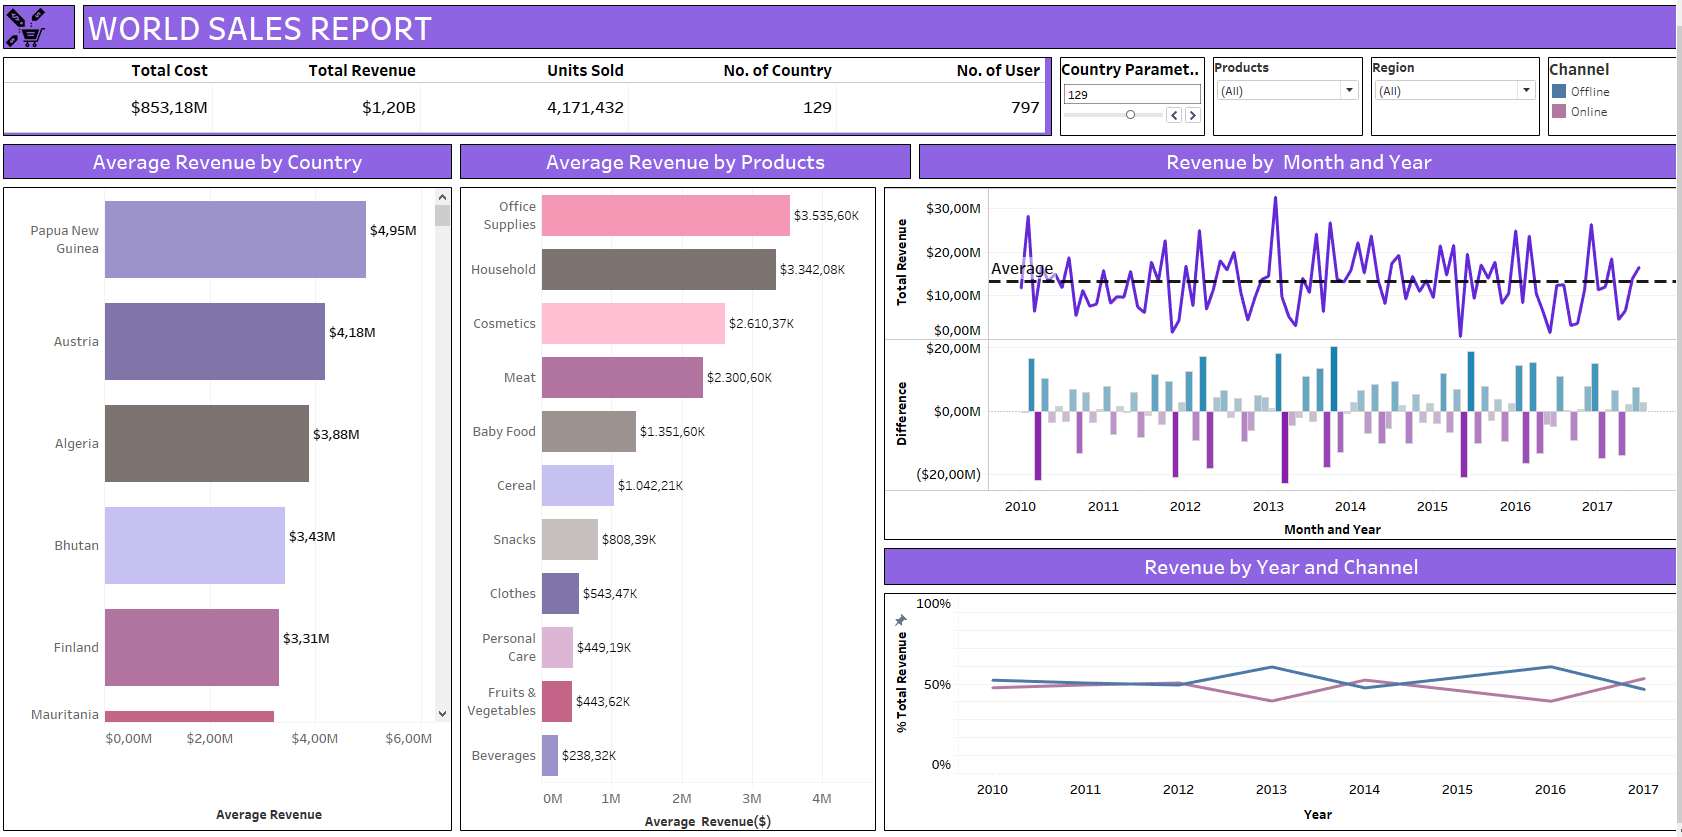 WORLD SALES REPORT
Total Cost
Total Revenue
Units Sold
No. of Country
No. of User
$853,18M
$1,20B
4,171,432
129
797
Country Paramet..
129
Products
(All)
Region
(All)
Channel
Offline
Online
Average Revenue by Country
Papua New
Guinea
$4,95M
Austria
$4,18M
Algeria
$3,88M
Bhutan
$3,43M
Finland
$3,31M
Mauritania
$0,00M
$2,00M
$4,00M
$6,00M
Average Revenue
Average Revenue by Products
Office
Supplies
$3.535,60K
Household
$3.342,08K
Cosmetics
$2.610,37K
Meat
$2.300,60K
Baby Food
$1.351,60K
Cereal
$1.042,21K
Snacks
$808,39K
Clothes
$543,47K
Personal
Care
$449,19K
Fruits &
Vegetables
$443,62K
Beverages
$238,32K
0M
1M
2M
3M
4M
Average Revenue($)
Revenue by Month and Year
Total Revenue
$30,00M
$20,00M
$10,00M
$0,00M
Average
Difference
$20,00M
$0,00M
($20,00M)
2010
2011
2012
2013
2014
2015
2016
2017
Month and Year
Revenue by Year and Channel
% Total Revenue
100%
50%
0%
2010
2011
2012
2013
2014
2015
2016
2017
Year